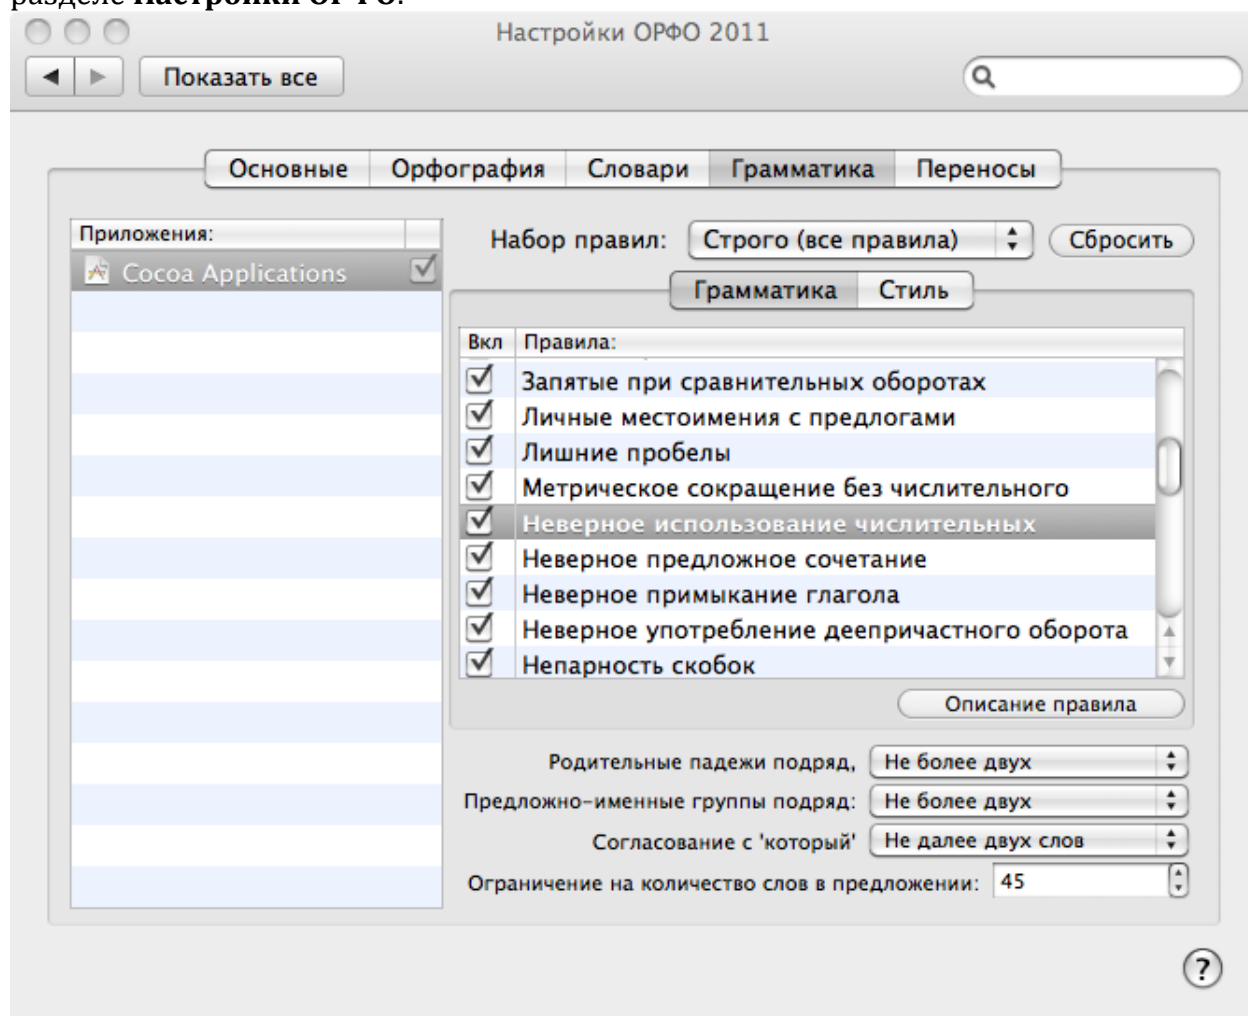 разделе Настройки ОРФО.
Настройки ОРФО 2011
Показать все
Основные Орфография Словари Грамматика Переносы
Приложения:
Cocoa Applications
Набор правил: Строго (все правила) Сбросить
Грамматика Стиль
Вкл Правила:
Запятые при сравнительных оборотах
Личные местоимения с предлогами
Лишние пробелы
Метрическое сокращение без числительного
Неверное использование числительных
Неверное предложное сочетание
Неверное примыкание глагола
Неверное употребление деепричастного оборота
Непарность скобок
Описание правила
Родительные падежи подряд, Не более двух
Предложно-именные группы подряд: Не более двух
Согласование с 'который' Не далее двух слов
Ограничение на количество слов в предложении: 45
?